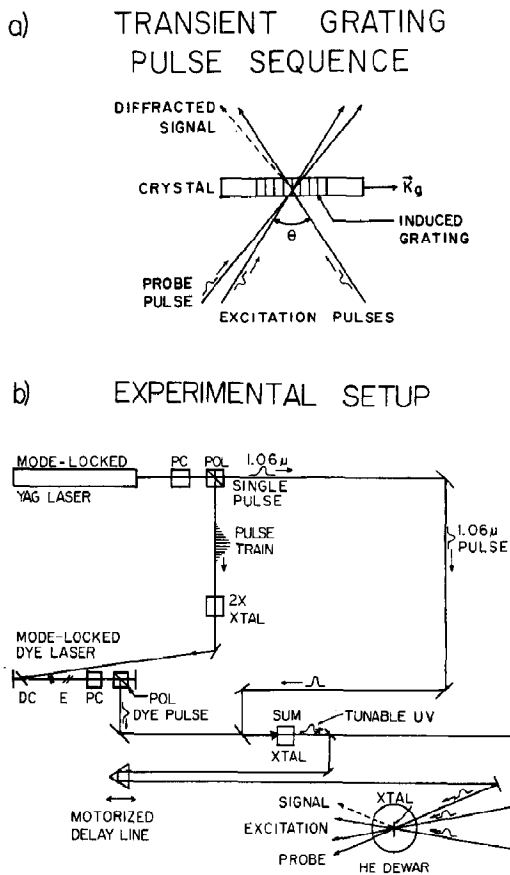 a) TRANSIENT GRATING
PULSE SEQUENCE
DIFFRACTED
SIGNAL
CRYSTAL
K⃗g
θ
INDUCED
GRATING
PROBE
PULSE
EXCITATION PULSES
b) EXPERIMENTAL SETUP
MODE-LOCKED
YAG LASER
PC
POL
1.06μ
SINGLE
PULSE
PULSE
TRAIN
1.06μ
PULSE
2X
XTAL
MODE-LOCKED
DYE LASER
DC
E
PC
POL
DYE PULSE
SUM
XTAL
TUNABLE UV
MOTORIZED
DELAY LINE
SIGNAL
EXCITATION
PROBE
XTAL
HE DEWAR